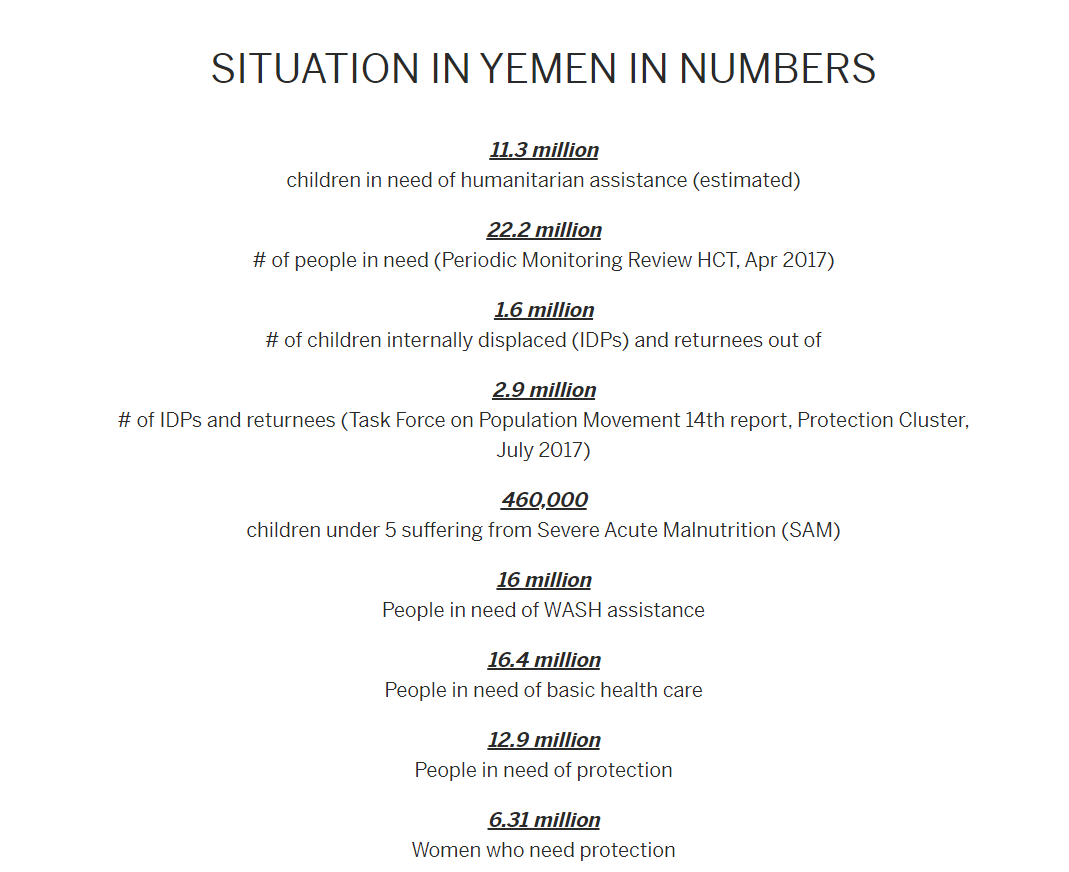 SITUATION IN YEMEN IN NUMBERS
11.3 million
children in need of humanitarian assistance (estimated)
22.2 million
# of people in need (Periodic Monitoring Review HCT, Apr 2017)
1.6 million
# of children internally displaced (IDPs) and returnees out of
2.9 million
# of IDPs and returnees (Task Force on Population Movement 14th report, Protection Cluster,
July 2017)
460,000
children under 5 suffering from Severe Acute Malnutrition (SAM)
16 million
People in need of WASH assistance
16.4 million
People in need of basic health care
12.9 million
People in need of protection
6.31 million
Women who need protection